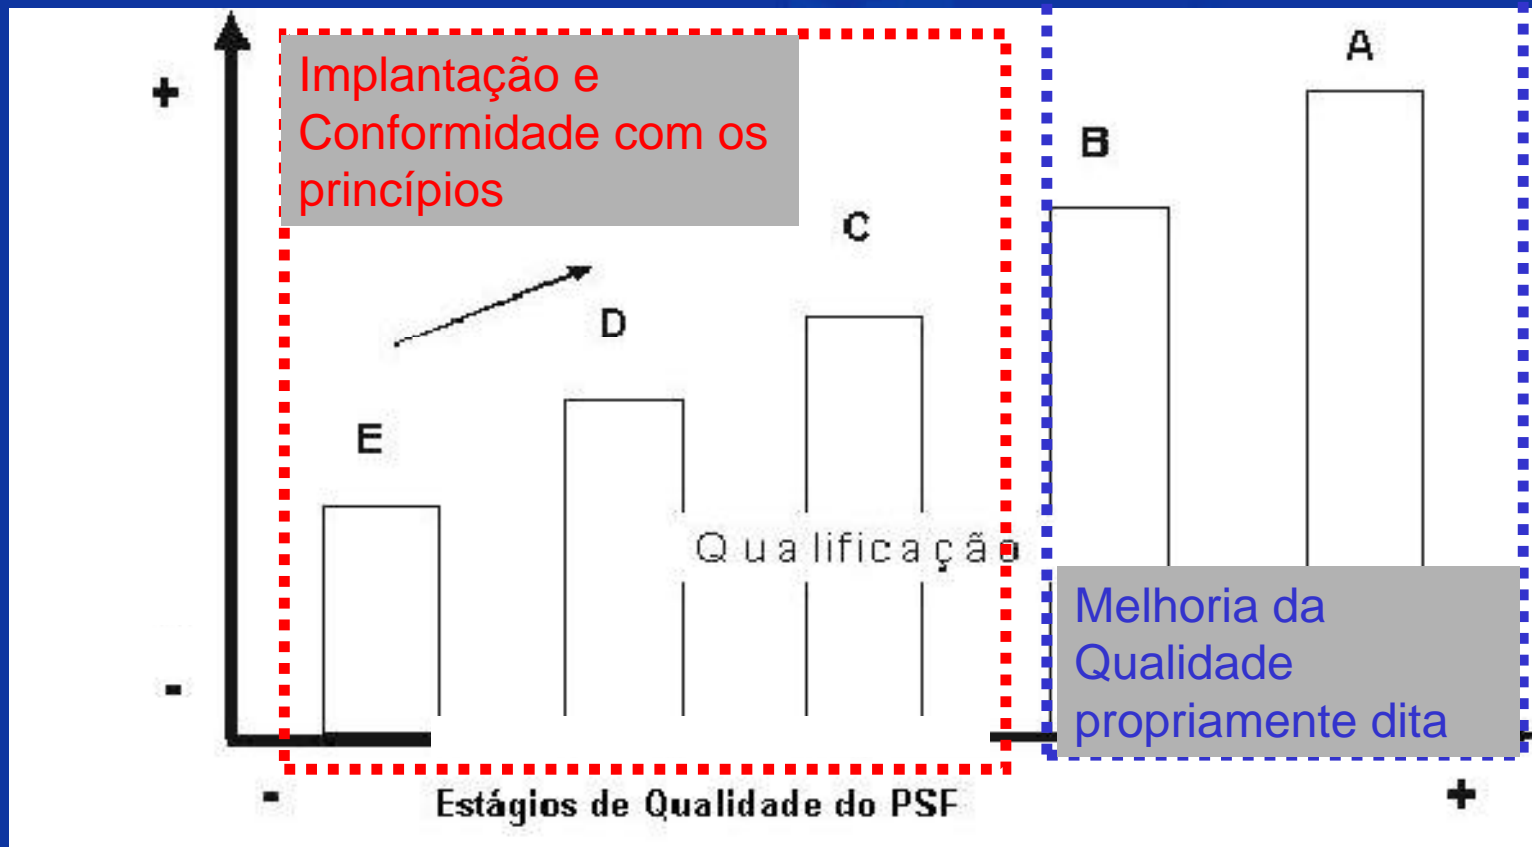 +
Implantação e
Conformidade com os
princípios
A
B
C
D
E
Qualificação
Melhoria da
Qualidade
propriamente dita
-
-
Estágios de Qualidade do PSF
+